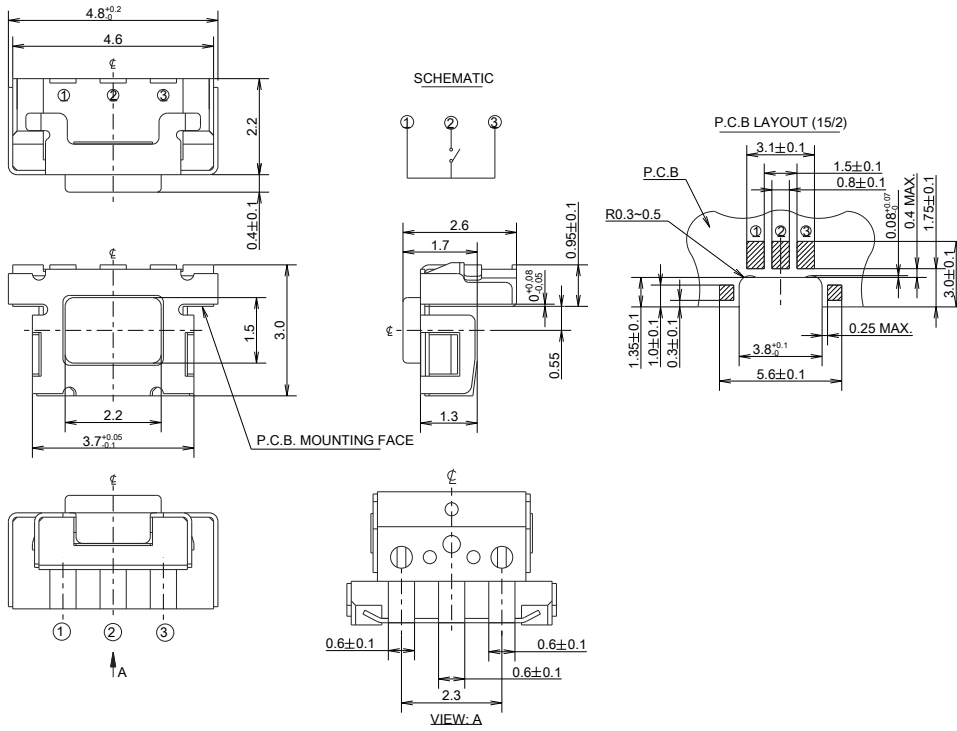 4.8+0.2 -0
4.6
℄
① ② ③
2.2
0.4±0.1
SCHEMATIC
① ② ③
P.C.B LAYOUT (15/2)
3.1±0.1
1.5±0.1
0.8±0.1
P.C.B
R0.3~0.5
① ② ③
0.08+0.07 -0
0.4 MAX.
1.75±0.1
3.0±0.1
1.35±0.1
1.0±0.1
0.3±0.1
0.25 MAX.
3.8+0.1 -0
5.6±0.1
℄
1.5
3.0
2.2
3.7+0.05 -0.1
P.C.B. MOUNTING FACE
2.6
1.7
0.95±0.1
0+0.08 -0.05
℄
0.55
1.3
℄
① ② ③
A
℄
0.6±0.1
0.6±0.1
0.6±0.1
2.3
VIEW: A